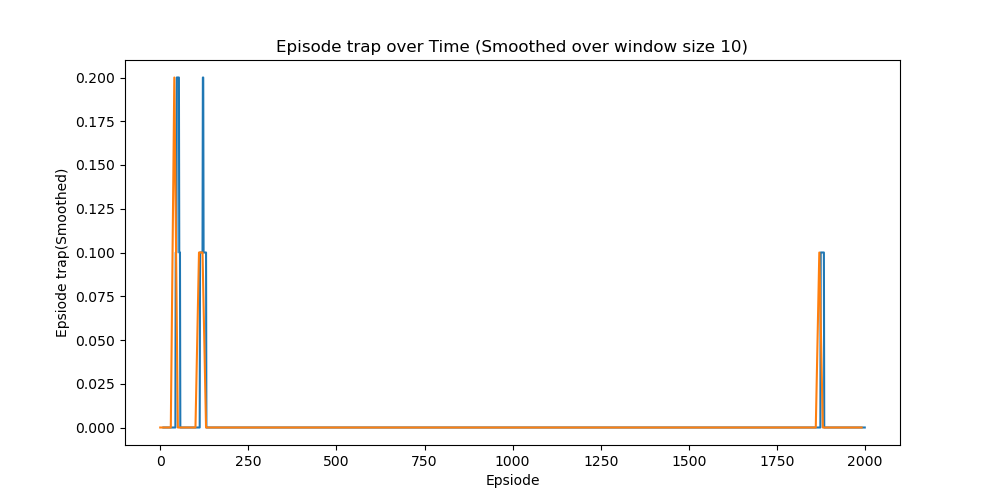 Episode trap over Time (Smoothed over window size 10)
Epsiode trap(Smoothed)
0.200
0.175
0.150
0.125
0.100
0.075
0.050
0.025
0.000
0 250 500 750 1000 1250 1500 1750 2000
Epsiode